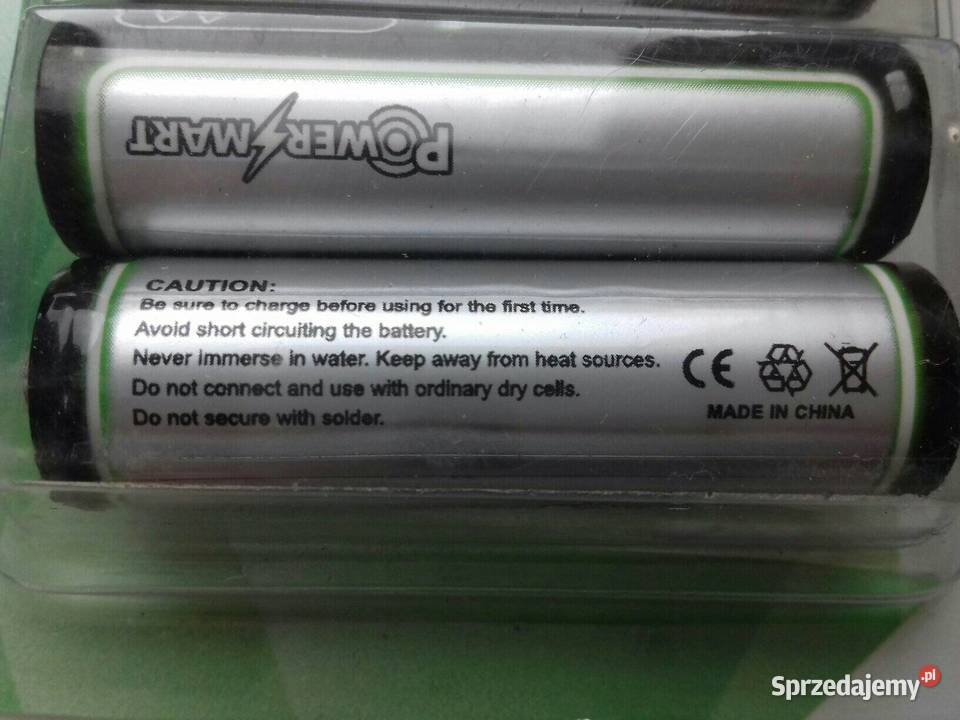 POWERSMART
CAUTION:
Be sure to charge before using for the first time.
Avoid short circuiting the battery.
Never immerse in water. Keep away from heat sources.
Do not connect and use with ordinary dry cells.
Do not secure with solder.
CE
MADE IN CHINA
Sprzedajemy.pl